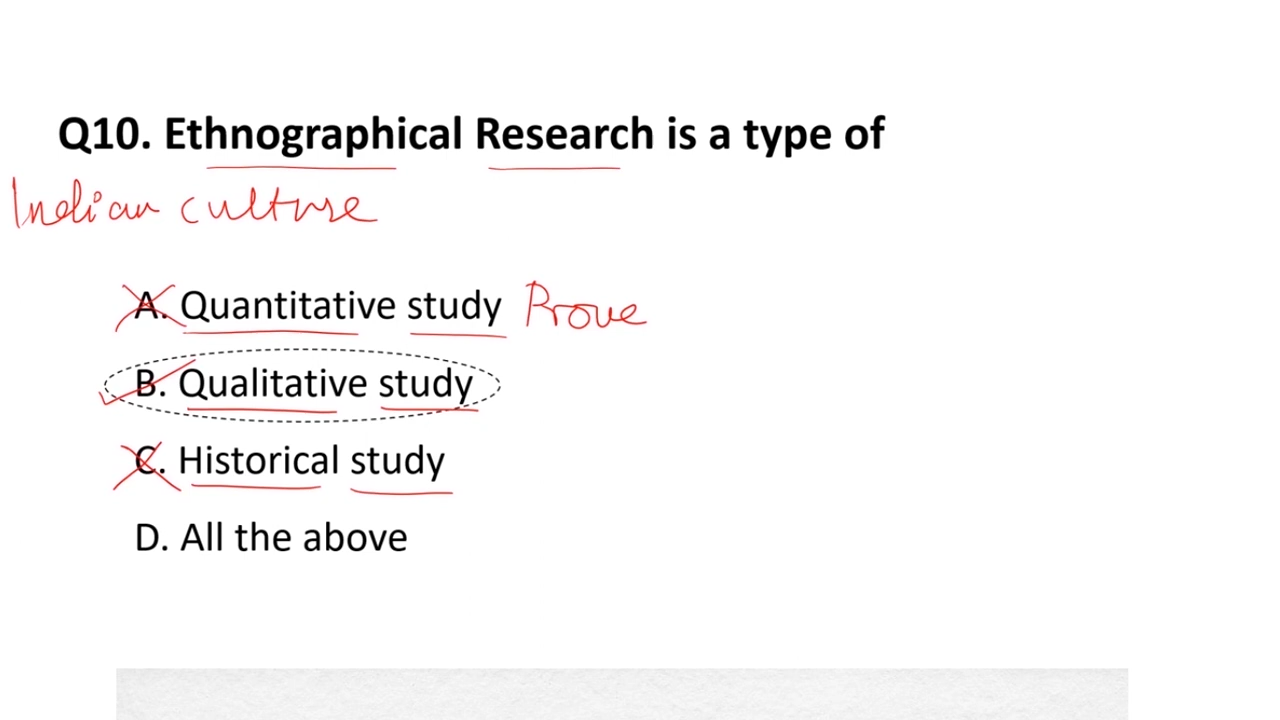 Q10. Ethnographical Research is a type of
Indian culture
A. Quantitative study Prove
B. Qualitative study
C. Historical study
D. All the above